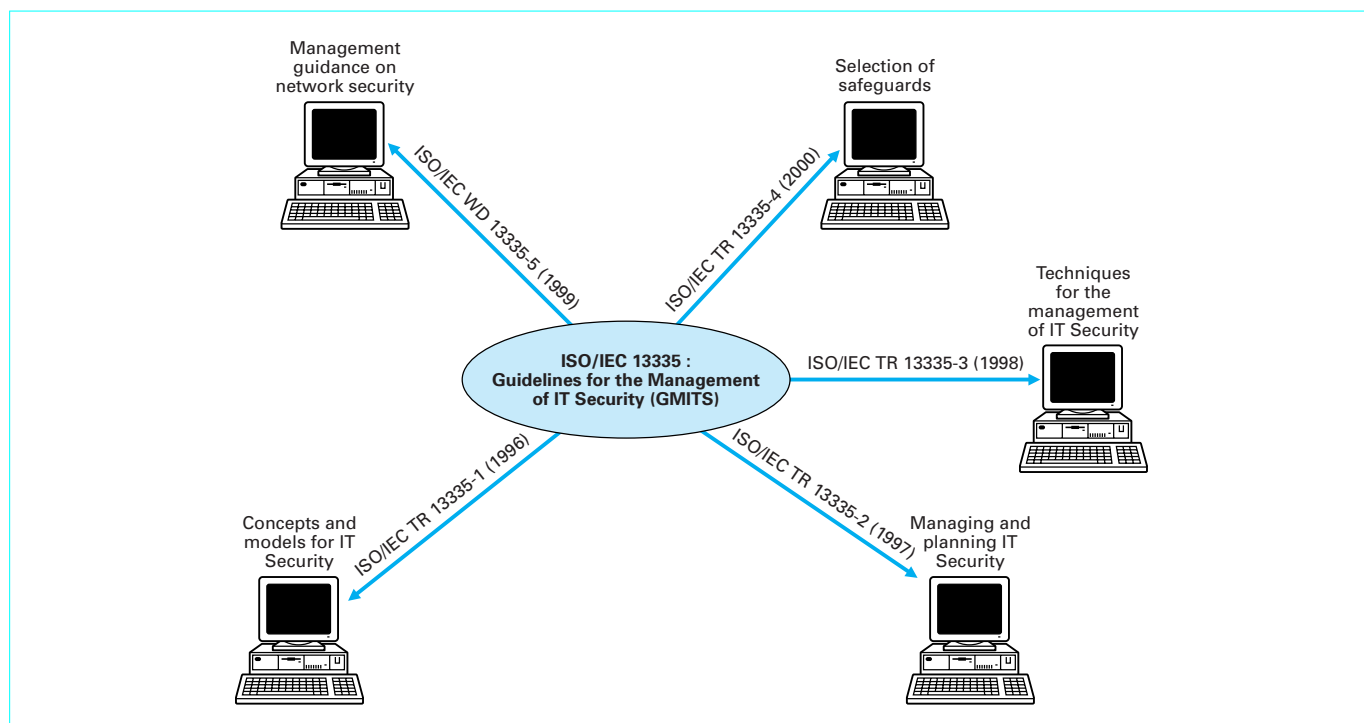 Management
guidance on
network security
Selection of
safeguards
ISO/IEC WD 13335-5 (1999)
ISO/IEC TR 13335-4 (2000)
Techniques
for the
management
of IT Security
ISO/IEC 13335 :
Guidelines for the Management
of IT Security (GMITS)
ISO/IEC TR 13335-3 (1998)
ISO/IEC TR 13335-1 (1996)
ISO/IEC TR 13335-2 (1997)
Concepts and
models for IT
Security
Managing and
planning IT
Security